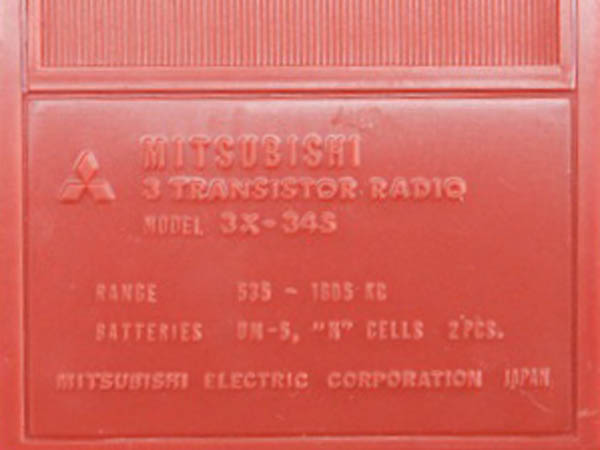 MITSUBISHI
3 TRANSISTOR RADIO
MODEL 3X-34S
RANGE 535 - 1605 KC
BATTERIES UM-5, "N" CELLS 2PCS.
MITSUBISHI ELECTRIC CORPORATION JAPAN